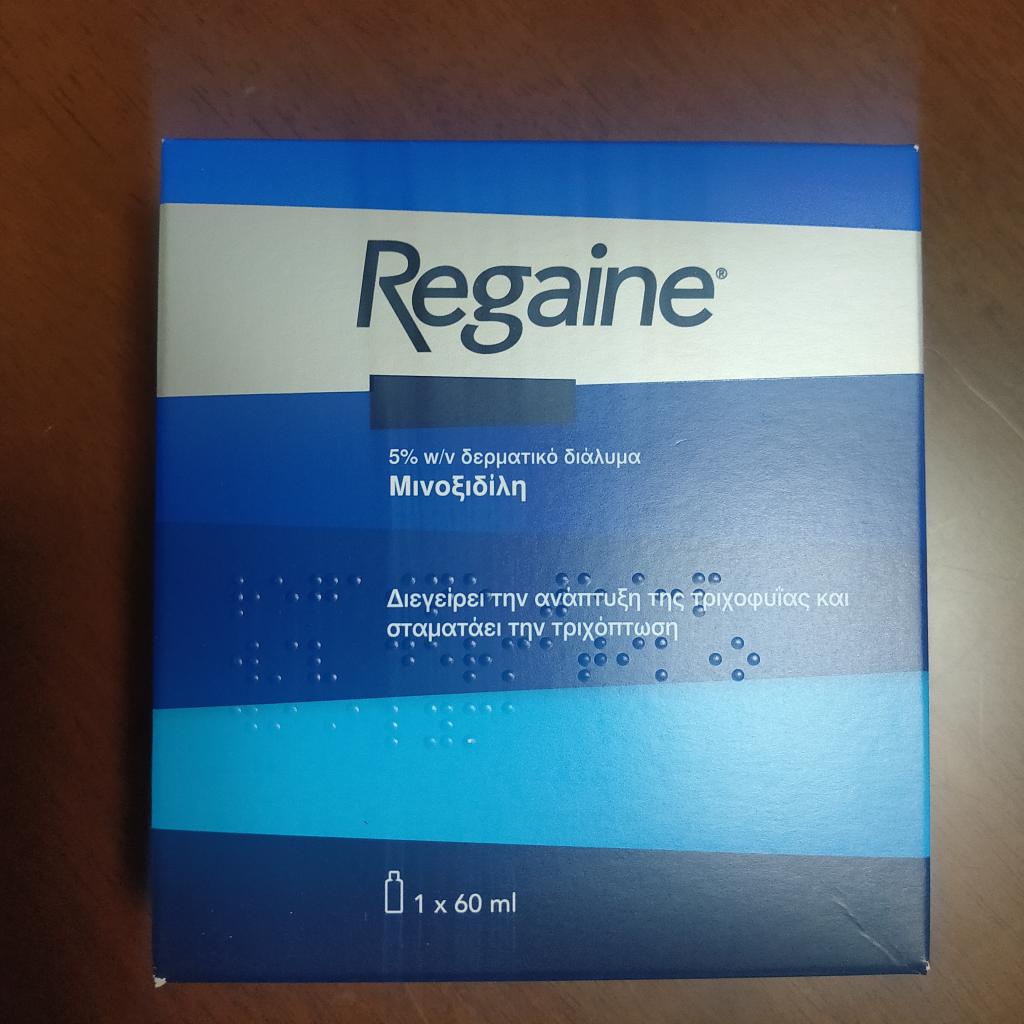 Regaine®
5% w/v δερματικό διάλυμα
Μινοξιδίλη
Διεγείρει την ανάπτυξη της τριχοφυΐας και
σταματάει την τριχόπτωση
1 x 60 ml